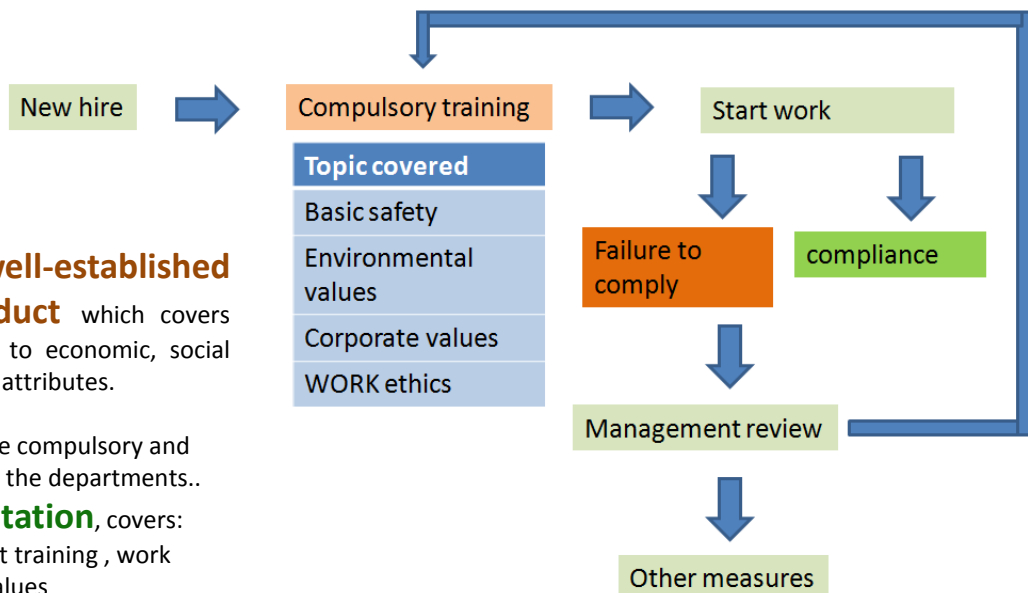 New hire
Compulsory training
Start work
Topic covered
Basic safety
Environmental
values
Corporate values
WORK ethics
Failure to
comply
compliance
Management review
Other measures
well-established
duct which covers
to economic, social
attributes.
e compulsory and
the departments..
tation, covers:
t training , work
alues